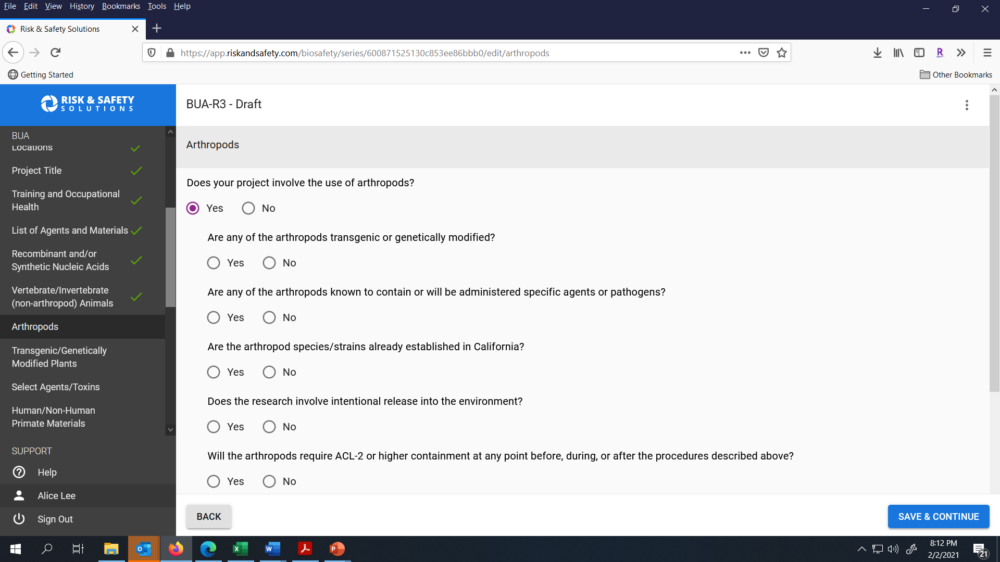 File Edit View History Bookmarks Tools Help
Risk & Safety Solutions
https://app.riskandsafety.com/biosafety/series/600871525130c853ee86bbb0/edit/arthropods
Getting Started
Other Bookmarks
RISK & SAFETY
SOLUTIONS
BUA
Locations
Project Title
Training and Occupational
Health
List of Agents and Materials
Recombinant and/or
Synthetic Nucleic Acids
Vertebrate/Invertebrate
(non-arthropod) Animals
Arthropods
Transgenic/Genetically
Modified Plants
Select Agents/Toxins
Human/Non-Human
Primate Materials
SUPPORT
Help
Alice Lee
Sign Out
BUA-R3 - Draft
Arthropods
Does your project involve the use of arthropods?
Yes No
Are any of the arthropods transgenic or genetically modified?
Yes No
Are any of the arthropods known to contain or will be administered specific agents or pathogens?
Yes No
Are the arthropod species/strains already established in California?
Yes No
Does the research involve intentional release into the environment?
Yes No
Will the arthropods require ACL-2 or higher containment at any point before, during, or after the procedures described above?
Yes No
BACK
SAVE & CONTINUE
8:12 PM
2/2/2021
21